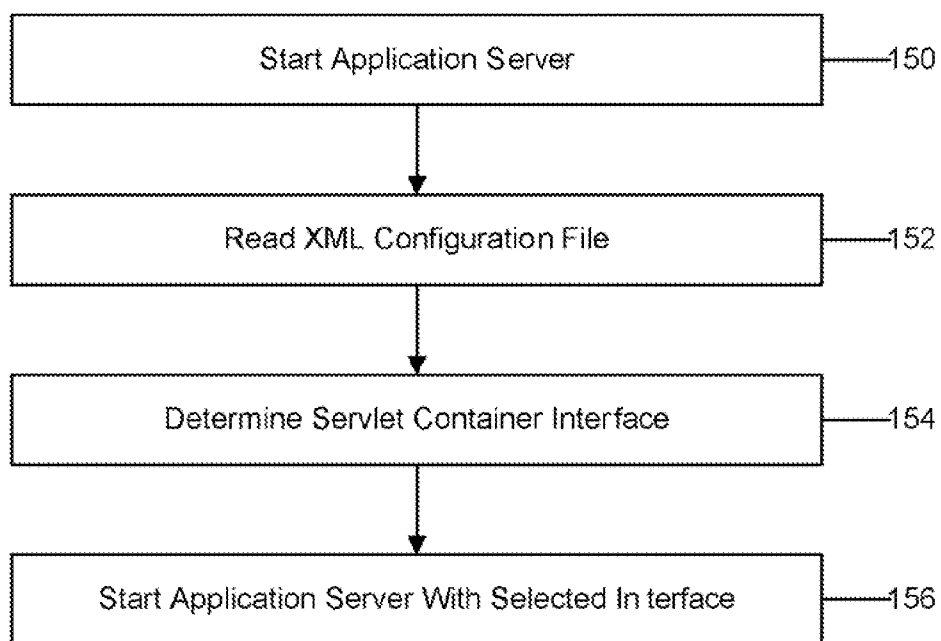 Start Application Server 150
Read XML Configuration File 152
Determine Servlet Container Interface 154
Start Application Server With Selected In terface 156